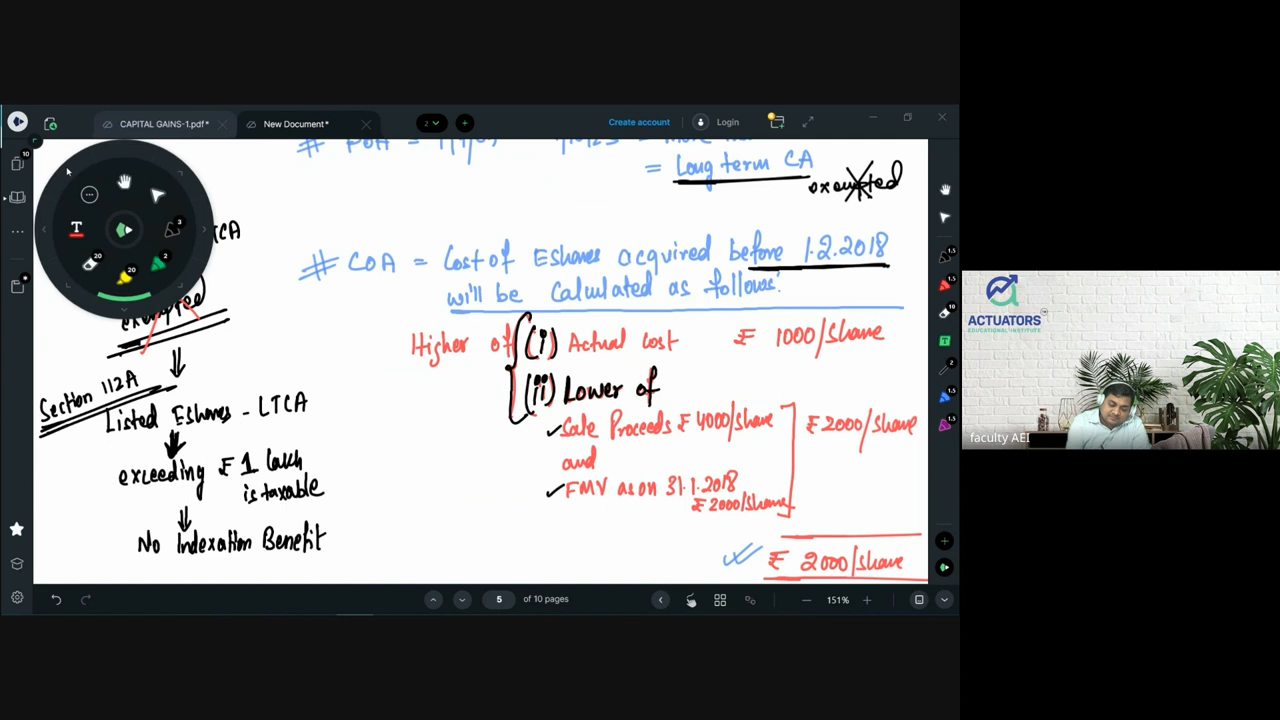 CAPITAL GAINS-1.pdf*
New Document*
Create account
Login
= Long term CA
exempted
# COA = Cost of Eshares acquired before 1.2.2018
will be Calculated as follows:
Higher of (i) Actual cost ₹ 1000/Share
(ii) Lower of
Sale Proceeds ₹ 4000/Share
₹ 2000/Share
and
FMV as on 31.1.2018
₹ 2000/Share
₹ 2000/Share
exempted
Section 112A
Listed Eshares - LTCA
exceeding ₹ 1 lakh
is taxable
No Indexation Benefit
5 of 10 pages
151%
ACTUATORS
EDUCATIONAL INSTITUTE
faculty AEI